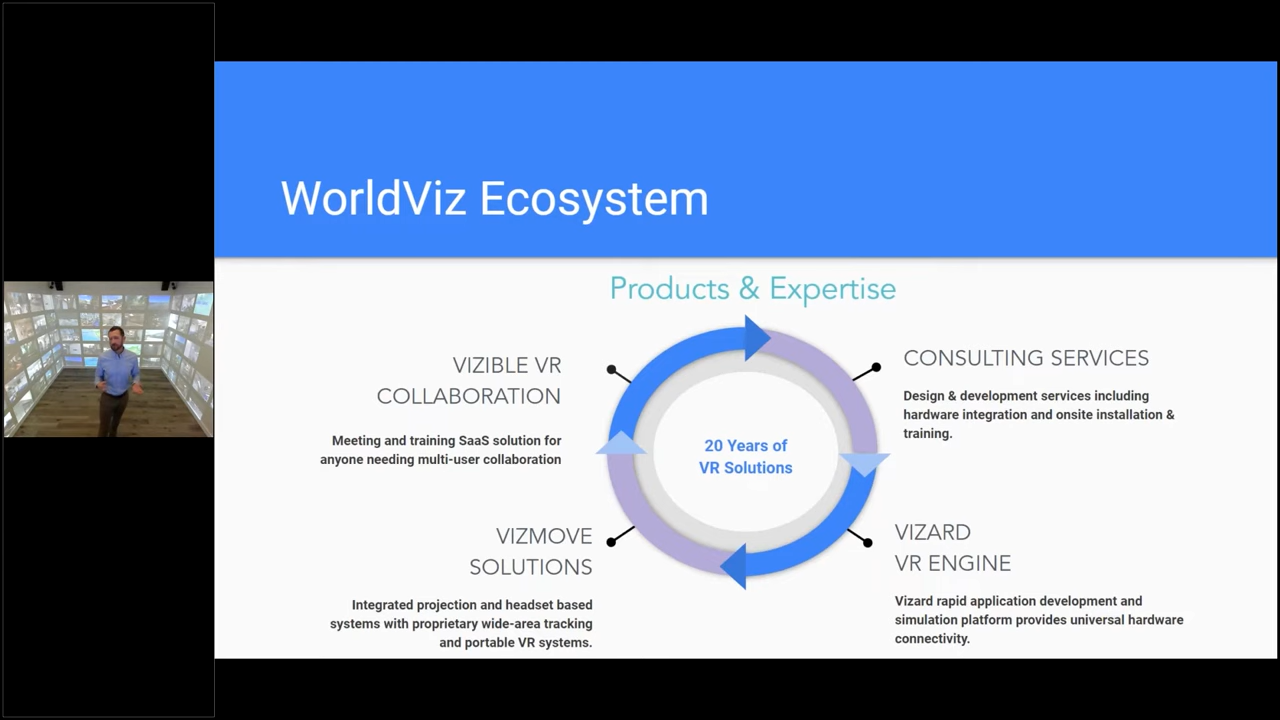 WorldViz Ecosystem
Products & Expertise
VIZIBLE VR
COLLABORATION
Meeting and training SaaS solution for
anyone needing multi-user collaboration
CONSULTING SERVICES
Design & development services including
hardware integration and onsite installation &
training.
20 Years of
VR Solutions
VIZMOVE
SOLUTIONS
Integrated projection and headset based
systems with proprietary wide-area tracking
and portable VR systems.
VIZARD
VR ENGINE
Vizard rapid application development and
simulation platform provides universal hardware
connectivity.